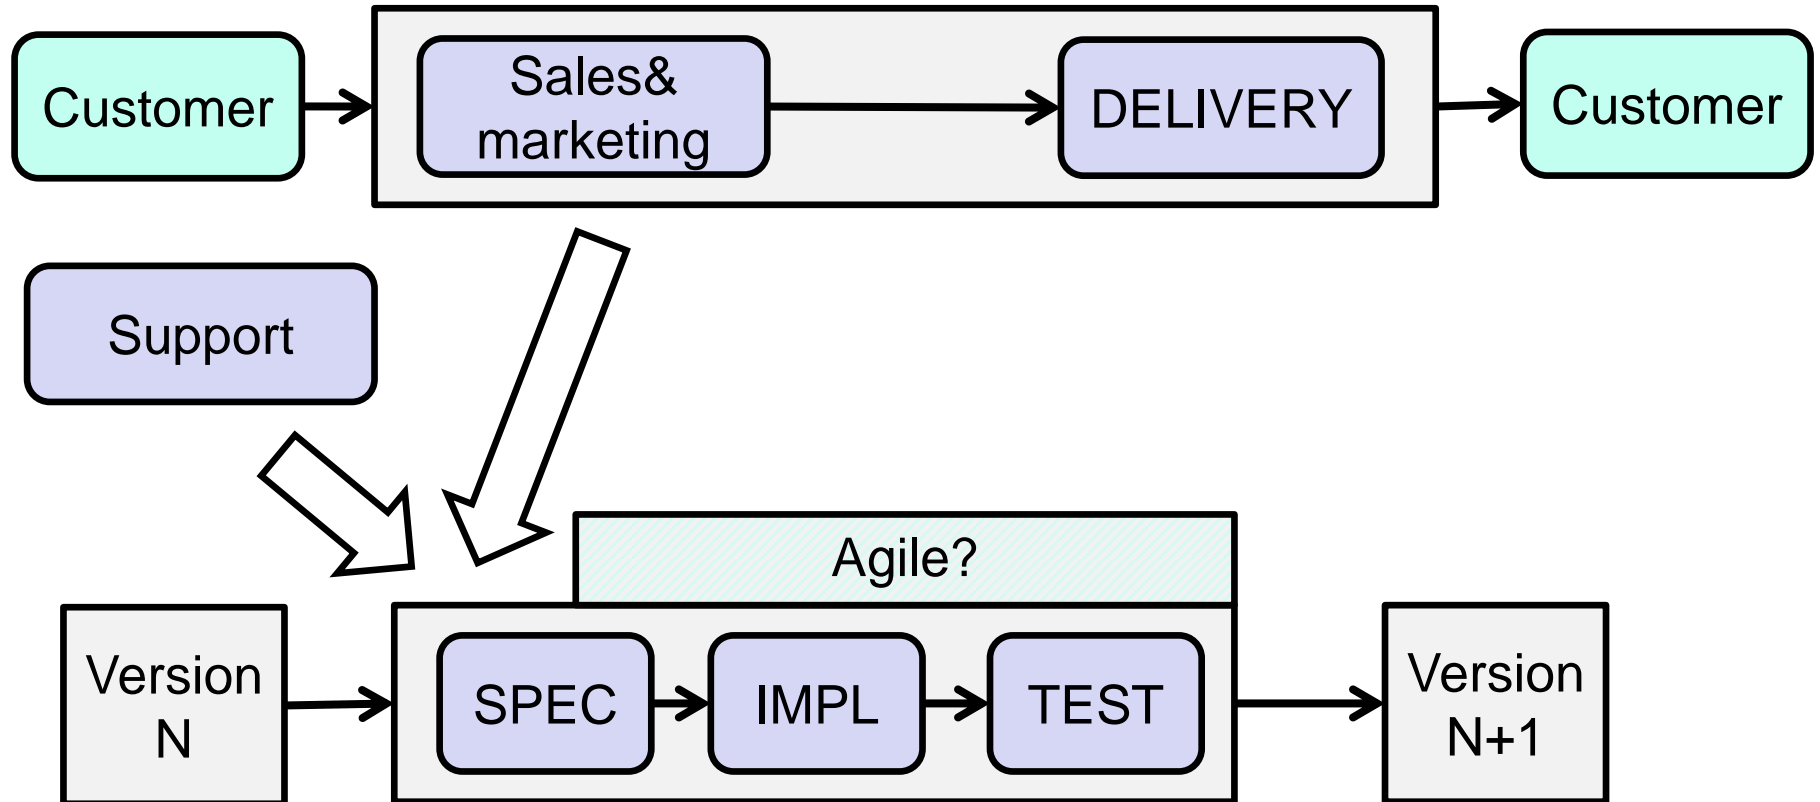 Customer
Sales&
marketing
DELIVERY
Customer
Support
Agile?
Version
N
SPEC
IMPL
TEST
Version
N+1